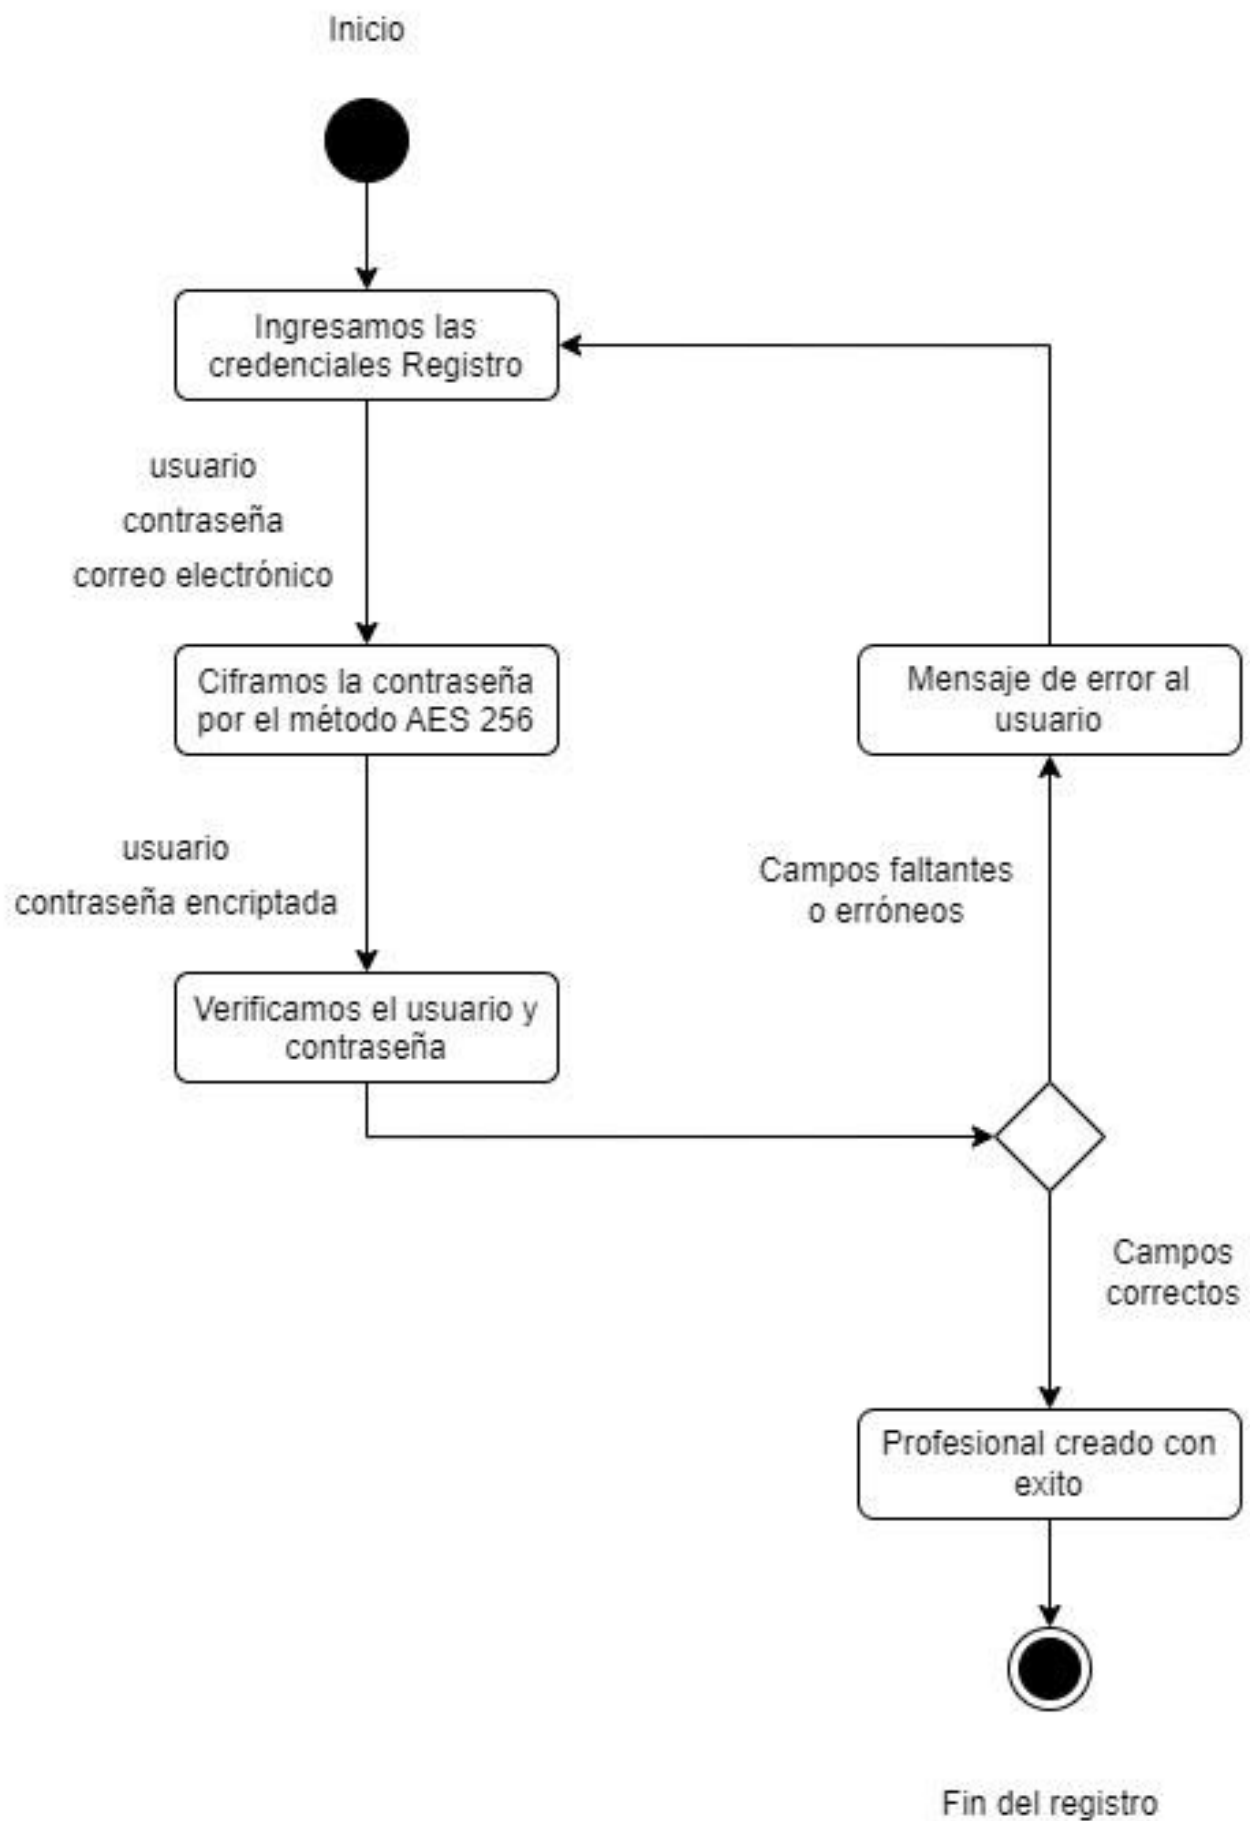 Inicio
Ingresamos las
credenciales Registro
usuario
contraseña
correo electrónico
Ciframos la contraseña
por el método AES 256
Mensaje de error al
usuario
usuario
contraseña encriptada
Campos faltantes
o erróneos
Verificamos el usuario y
contraseña
Campos
correctos
Profesional creado con
exito
Fin del registro